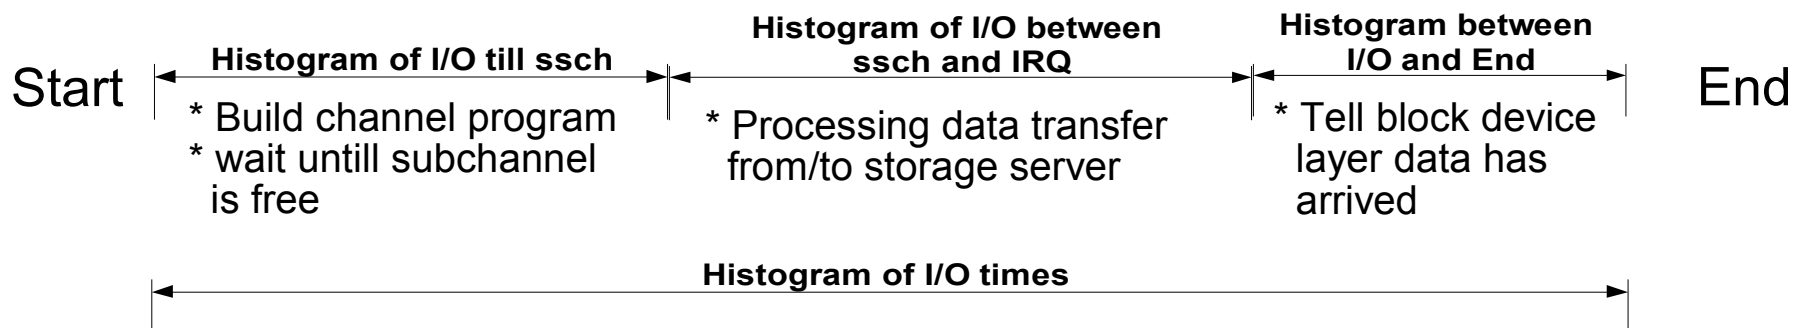 Start
Histogram of I/O till ssch
* Build channel program
* wait untill subchannel
is free
Histogram of I/O between
ssch and IRQ
* Processing data transfer
from/to storage server
Histogram between
I/O and End
* Tell block device
layer data has
arrived
End
Histogram of I/O times